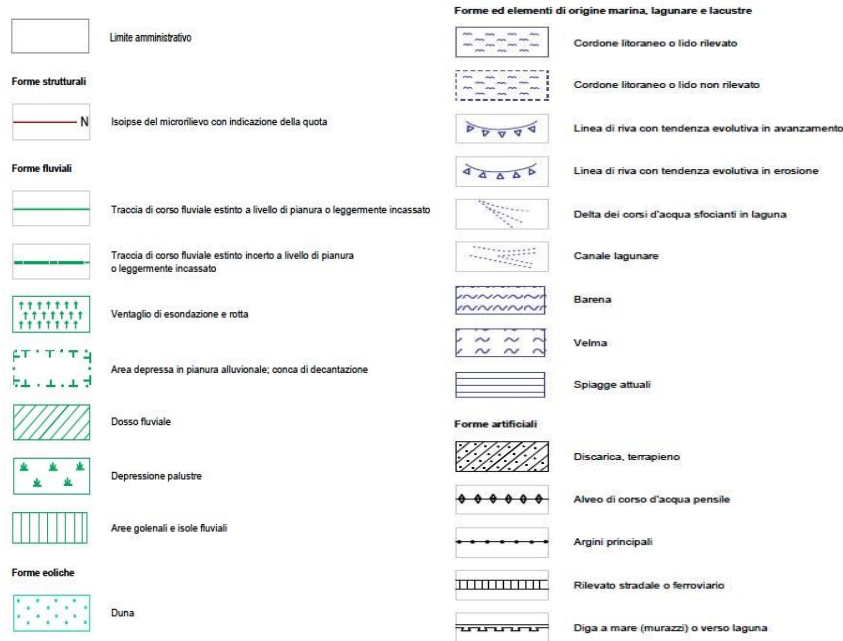 Limite amministrativo
Forme strutturali
N
Isoipse del microrilievo con indicazione della quota
Forme fluviali
Traccia di corso fluviale estinto a livello di pianura o leggermente incassato
Traccia di corso fluviale estinto incerto a livello di pianura
o leggermente incassato
Ventaglio di esondazione e rotta
Area depressa in pianura alluvionale; conca di decantazione
Dosso fluviale
Depressione palustre
Aree golenali e isole fluviali
Forme eoliche
Duna
Forme ed elementi di origine marina, lagunare e lacustre
Cordone litoraneo o lido rilevato
Cordone litoraneo o lido non rilevato
Linea di riva con tendenza evolutiva in avanzamento
Linea di riva con tendenza evolutiva in erosione
Delta dei corsi d'acqua sfocianti in laguna
Canale lagunare
Barena
Velma
Spiagge attuali
Forme artificiali
Discarica, terrapieno
Alveo di corso d'acqua pensile
Argini principali
Rilevato stradale o ferroviario
Diga a mare (murazzi) o verso laguna